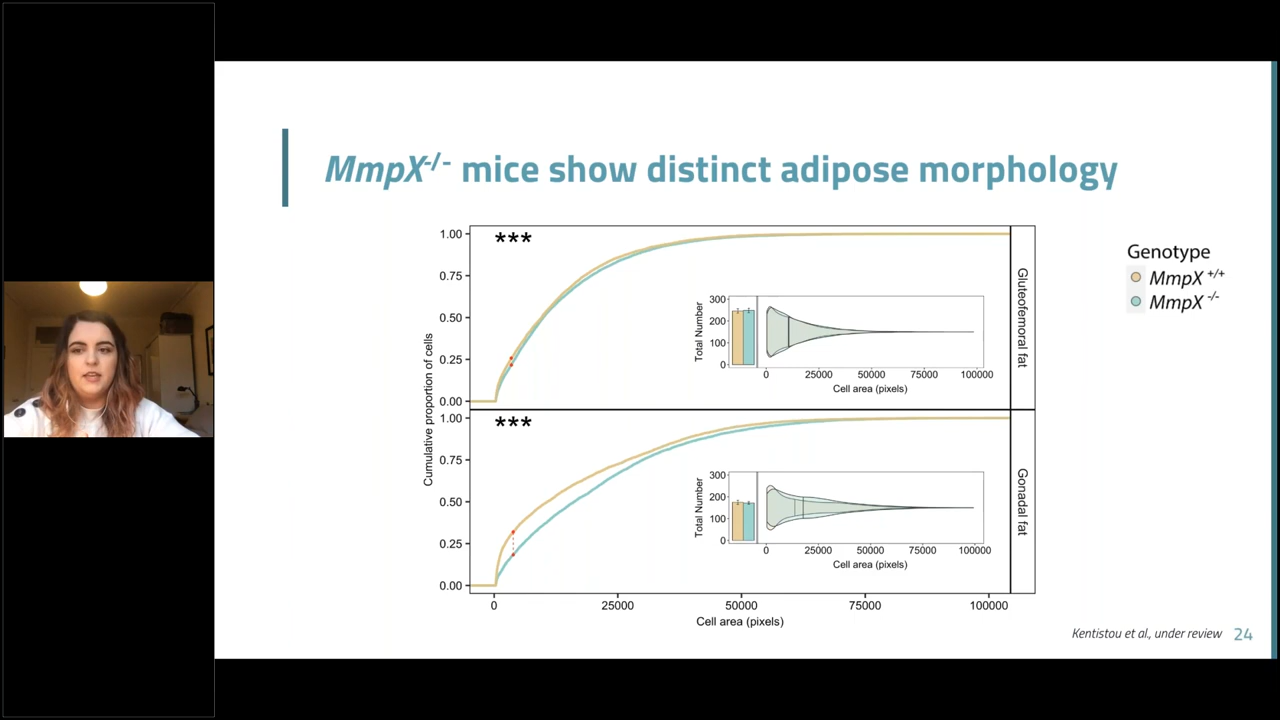 MmpX-/- mice show distinct adipose morphology
Cumulative proportion of cells
1.00
0.75
0.50
0.25
0.00
***
Total Number
300
200
100
0
0 25000 50000 75000 100000
Cell area (pixels)
Gluteofemoral fat
1.00
0.75
0.50
0.25
0.00
***
Total Number
300
200
100
0
0 25000 50000 75000 100000
Cell area (pixels)
Gonadal fat
0 25000 50000 75000 100000
Cell area (pixels)
Genotype
MmpX +/+
MmpX -/-
Kentistou et al., under review 24